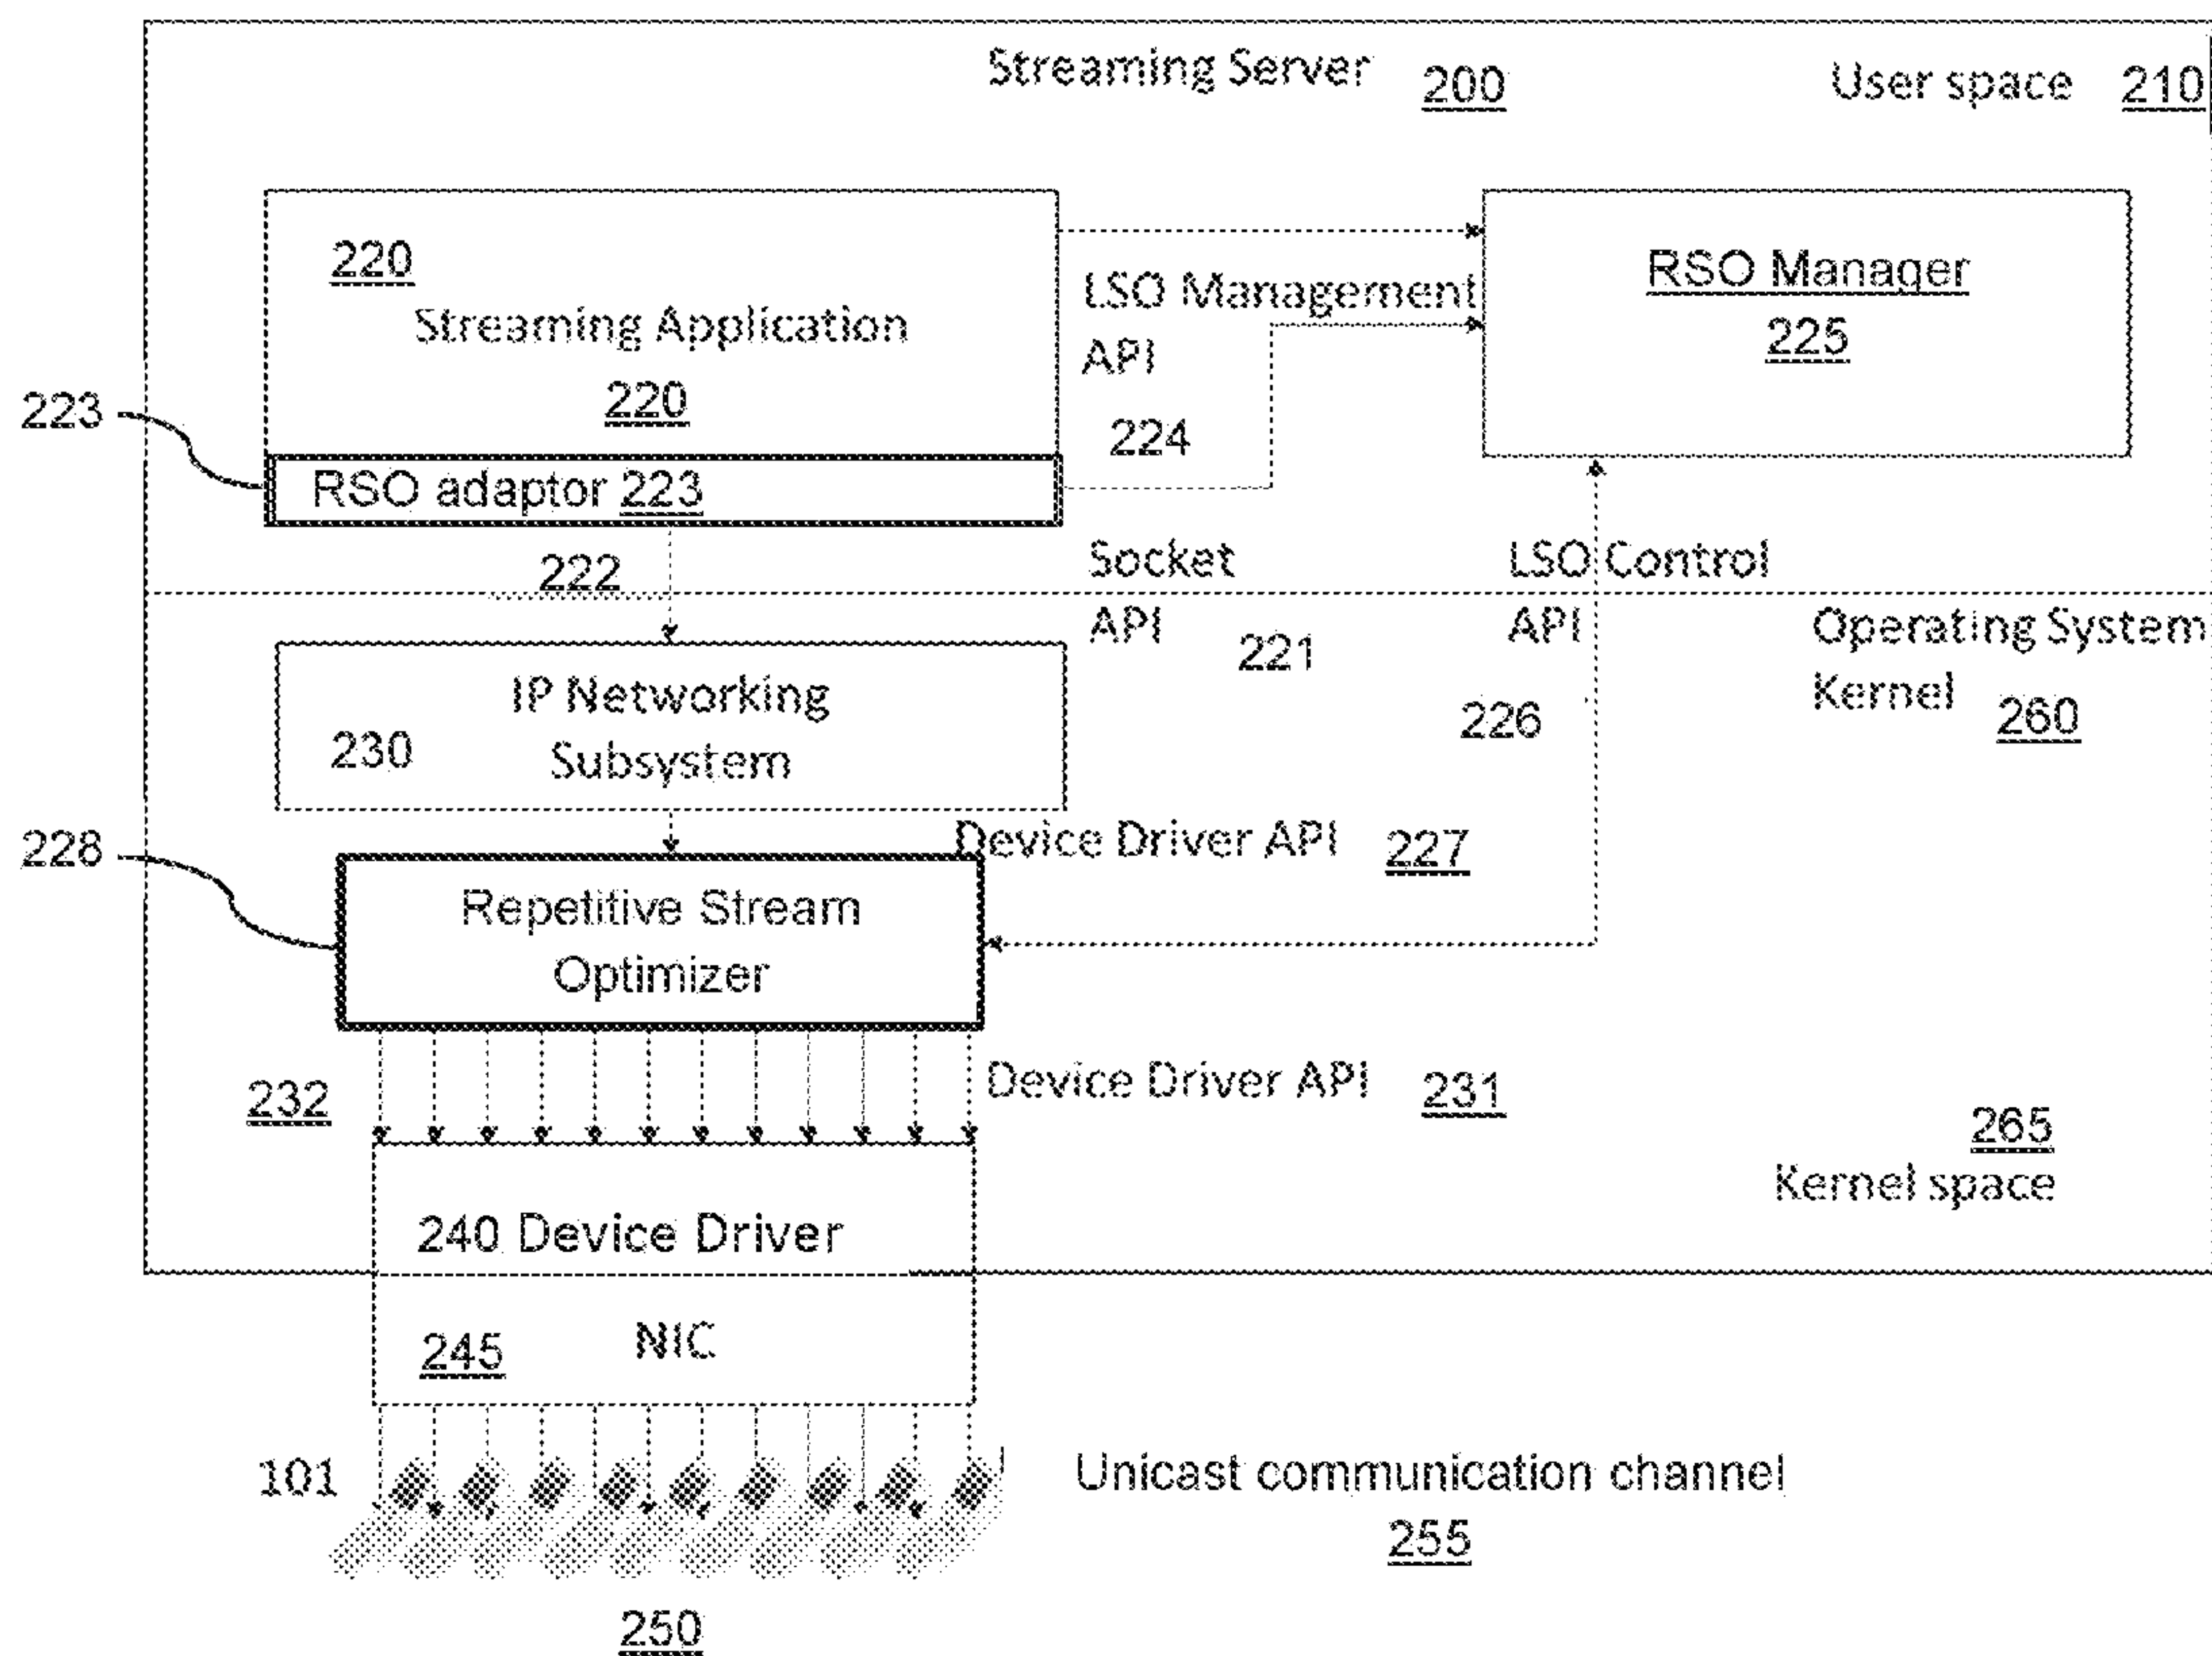 Streaming Server 200
User space 210
220
Streaming Application
220
223
RSO adaptor 223
LSO Management
API
224
RSO Manager
225
222
Socket
API 221
LSO Control
API
226
Operating System
Kernel 260
IP Networking
230
Subsystem
Device Driver API 227
228
Repetitive Stream
Optimizer
232
Device Driver API 231
265
Kernel space
240 Device Driver
245 NIC
101
Unicast communication channel
255
250